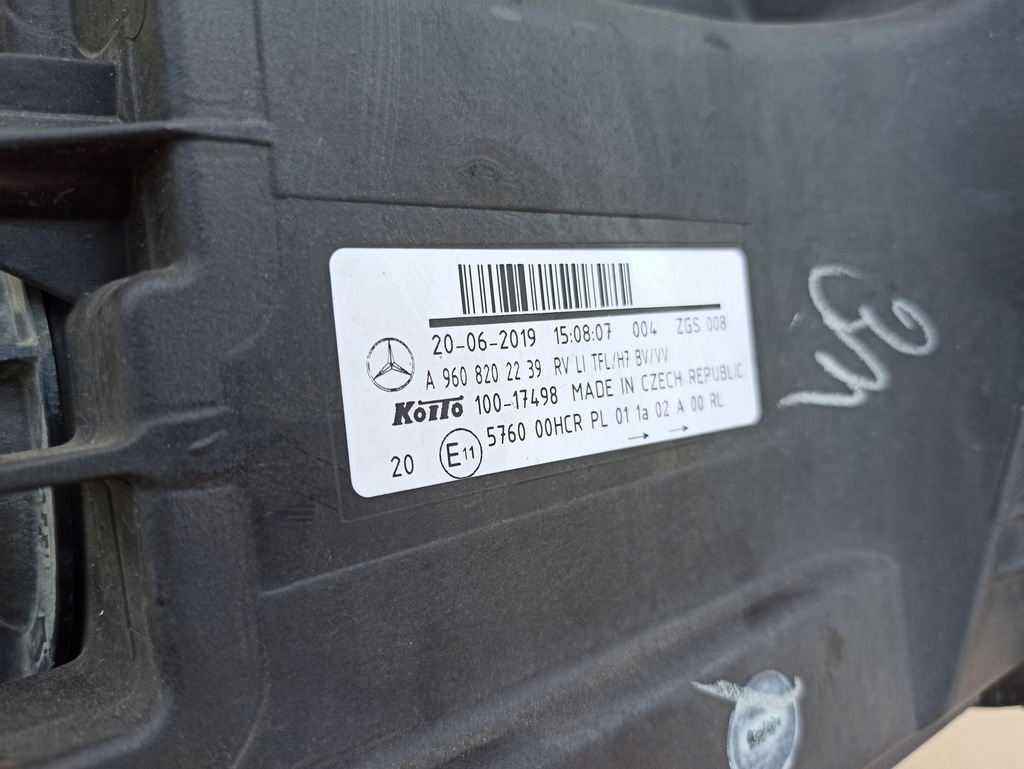 20-06-2019 15:08:07 004 ZGS 008
A 960 820 22 39 RV LI TFL/H7 BV/VV
KOITO 100-17498 MADE IN CZECH REPUBLIC
20 E11 5760 00HCR PL 01 1a 02 A 00 RL